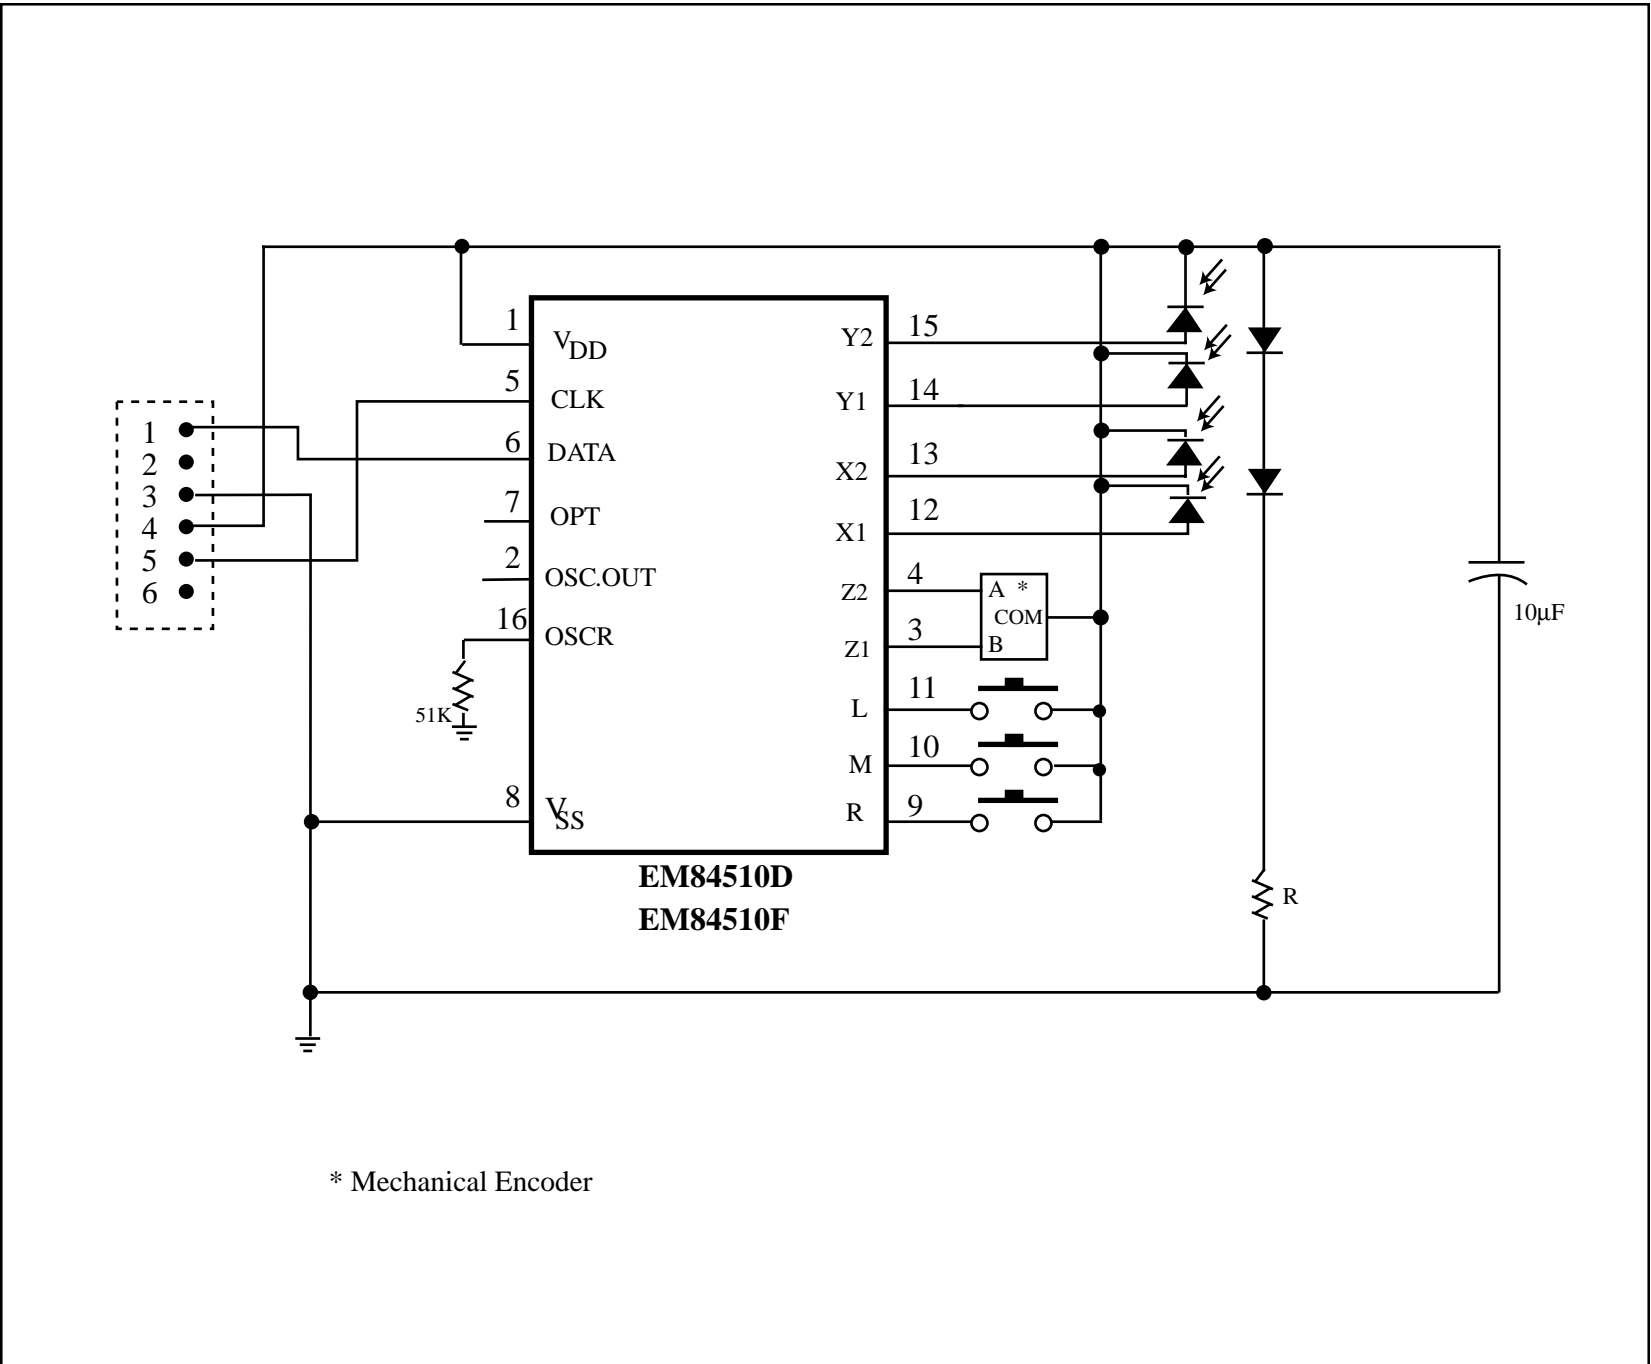 1
VDD
5
CLK
6
DATA
7
OPT
2
OSC.OUT
16
OSCR
51K
8
VSS
1
2
3
4
5
6
Y2
15
Y1
14
X2
13
X1
12
Z2
4
Z1
3
A *
COM
B
L
11
M
10
R
9
EM84510D
EM84510F
R
10µF
* Mechanical Encoder